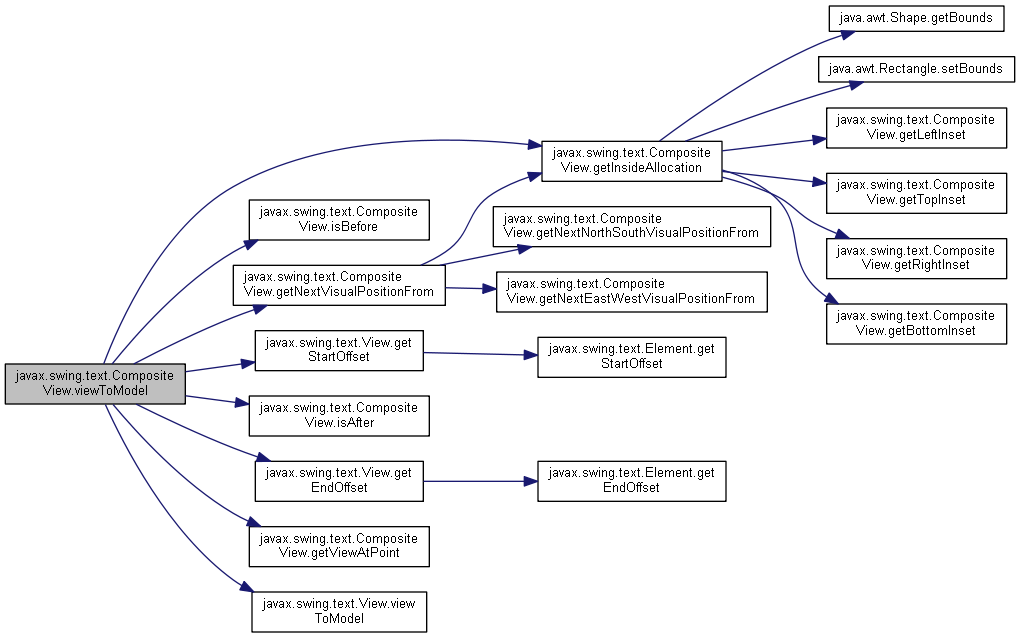 java.awt.Shape.getBounds
java.awt.Rectangle.setBounds
javax.swing.text.Composite
View.getLeftInset
javax.swing.text.Composite
View.getInsideAllocation
javax.swing.text.Composite
View.getTopInset
javax.swing.text.Composite
View.isBefore
javax.swing.text.Composite
View.getNextNorthSouthVisualPositionFrom
javax.swing.text.Composite
View.getRightInset
javax.swing.text.Composite
View.getNextVisualPositionFrom
javax.swing.text.Composite
View.getNextEastWestVisualPositionFrom
javax.swing.text.Composite
View.getBottomInset
javax.swing.text.View.get
StartOffset
javax.swing.text.Element.get
StartOffset
javax.swing.text.Composite
View.viewToModel
javax.swing.text.Composite
View.isAfter
javax.swing.text.View.get
EndOffset
javax.swing.text.Element.get
EndOffset
javax.swing.text.Composite
View.getViewAtPoint
javax.swing.text.View.view
ToModel